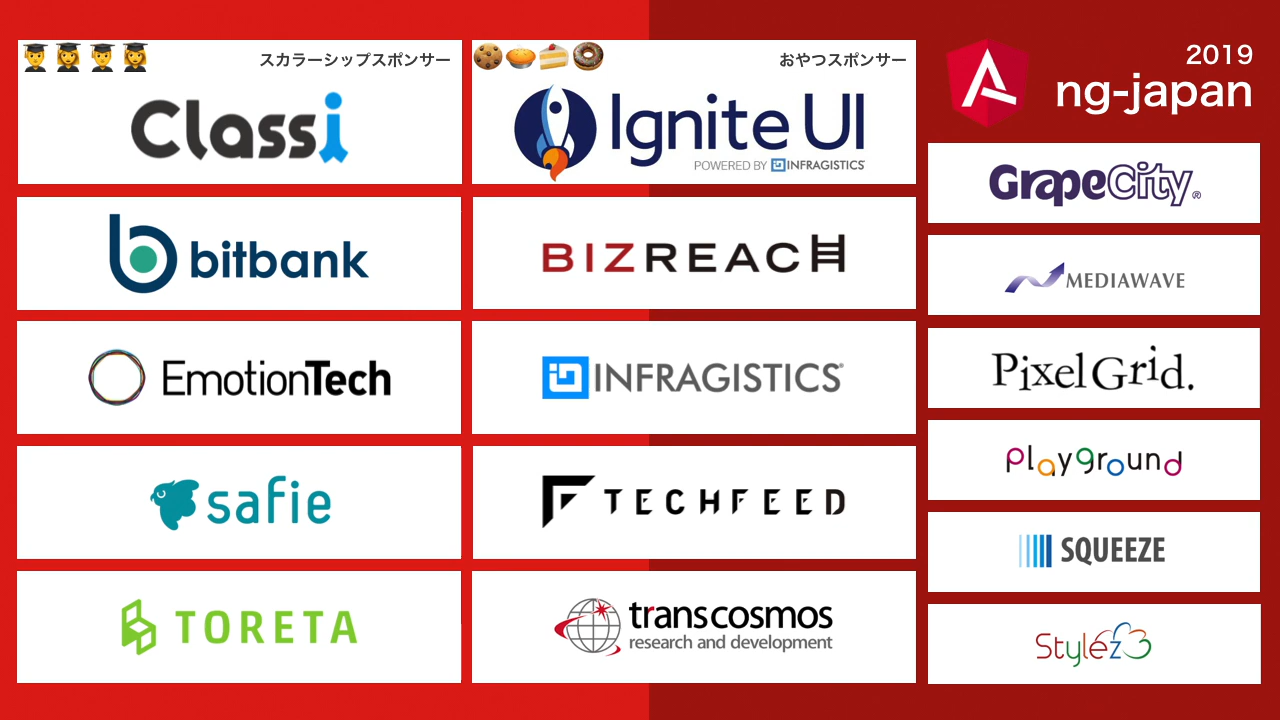 スカラーシップスポンサー
Classi
bitbank
EmotionTech
safie
TORETA
おやつスポンサー
Ignite UI
POWERED BY INFRAGISTICS
BIZREACH
INFRAGISTICS®
TECHFEED
transcosmos
research and development
2019
ng-japan
GrapeCity®
MEDIAWAVE
PixelGrid.
playground
SQUEEZE
Stylez